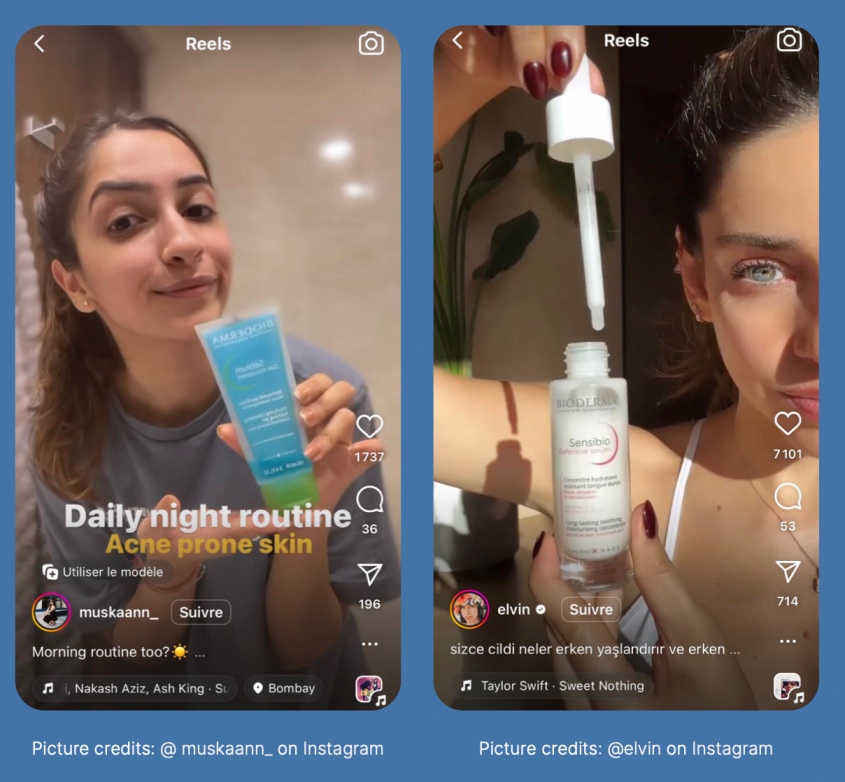 Reels
Daily night routine
Acne prone skin
Utiliser le modèle
muskaann_ Suivre
Morning routine too?☀️ ...
i, Nakash Aziz, Ash King · Su
Bombay
1737
36
196
BIODERMA
Sébium
Picture credits: @ muskaann_ on Instagram
Reels
BIODERMA
Sensibio
Defensive serum
Concentré hydratant
apaisant longue durée
Long-lasting soothing
moisturising concentrate
7 101
53
714
elvin Suivre
sizce cildi neler erken yaşlandırır ve erken ...
Taylor Swift · Sweet Nothing
Picture credits: @elvin on Instagram